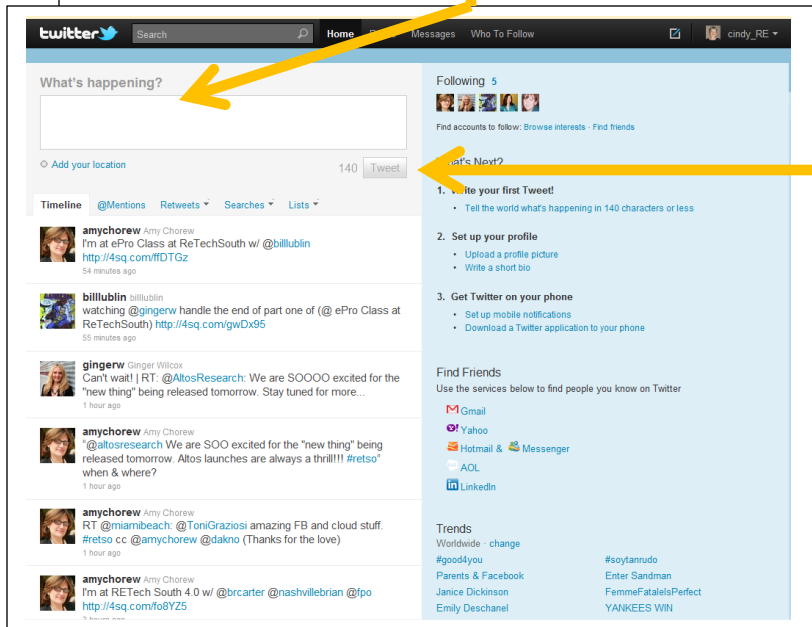 twitter
Search
Home
Messages
Who To Follow
cindy_RE
What's happening?
Add your location
140 Tweet
Timeline @Mentions Retweets Searches Lists
amychorew Amy Chorew
I'm at ePro Class at ReTechSouth w/ @billlublin
http://4sq.com/ffDTGz
54 minutes ago
billlublin billlublin
watching @gingerw handle the end of part one of (@ ePro Class at
ReTechSouth) http://4sq.com/gwDx95
55 minutes ago
gingerw Ginger Wilcox
Can't wait! | RT: @AltosResearch: We are SOOOO excited for the
"new thing" being released tomorrow. Stay tuned for more...
1 hour ago
amychorew Amy Chorew
"@altosresearch We are SOO excited for the "new thing" being
released tomorrow. Altos launches are always a thrill!!! #retso"
when & where?
1 hour ago
amychorew Amy Chorew
RT @miamibeach: @ToniGraziosi amazing FB and cloud stuff.
#retso cc @amychorew @dakno (Thanks for the love)
1 hour ago
amychorew Amy Chorew
I'm at RETech South 4.0 w/ @brcarter @nashvillebrian @fpo
http://4sq.com/fo8YZ5
hours ago
Following 5
Find accounts to follow: Browse interests · Find friends
What's Next?
1. Write your first Tweet!
• Tell the world what's happening in 140 characters or less
2. Set up your profile
• Upload a profile picture
• Write a short bio
3. Get Twitter on your phone
• Set up mobile notifications
• Download a Twitter application to your phone
Find Friends
Use the services below to find people you know on Twitter
Gmail
Yahoo
Hotmail & Messenger
AOL
LinkedIn
Trends
Worldwide · change
#good4you #soytanrudo
Parents & Facebook Enter Sandman
Janice Dickinson FemmeFatalelsPerfect
Emily Deschanel YANKEES WIN